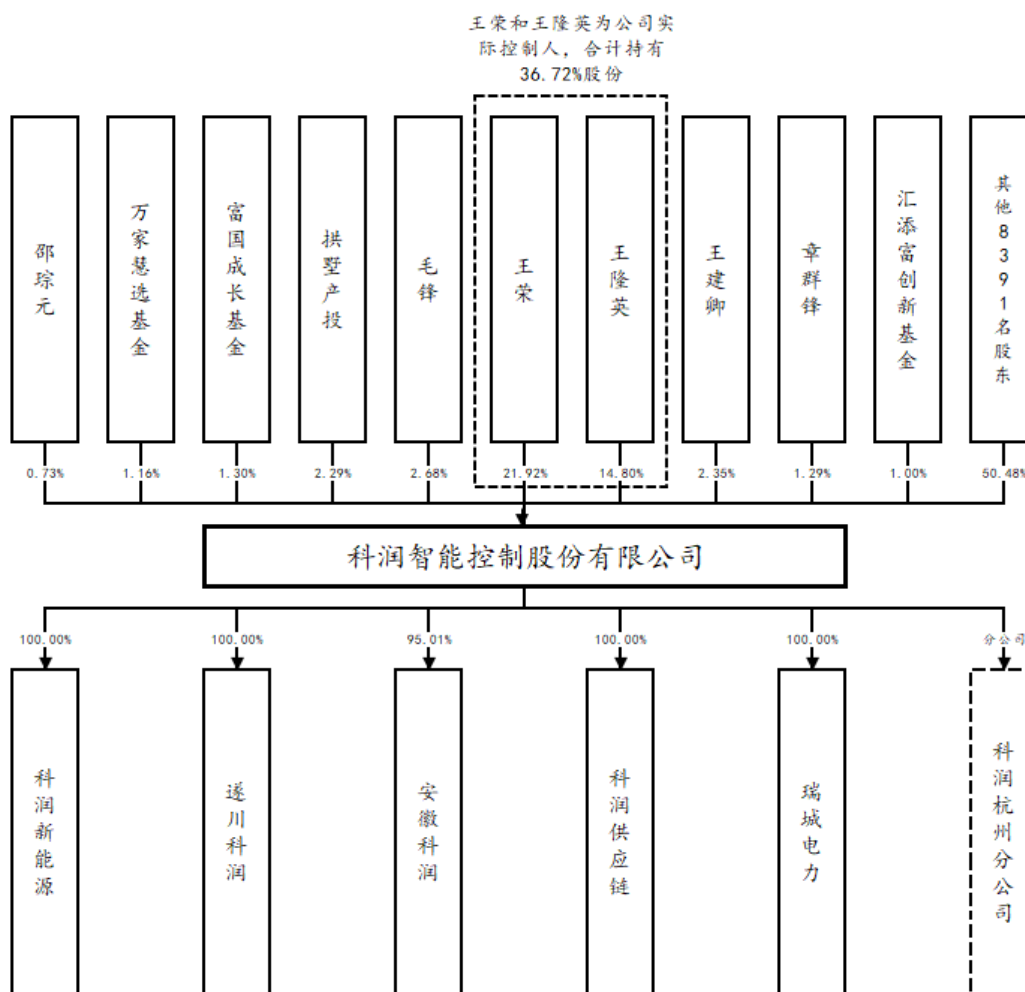 王荣和王隆英为公司实
际控制人，合计持有
36.72%股份
邵琮元
万家慧选基金
富国成长基金
拱墅产投
毛锋
王荣
王隆英
王建卿
章群锋
汇添富创新基金
其他8391名股东
0.73%
1.16%
1.30%
2.29%
2.68%
21.92%
14.80%
2.35%
1.29%
1.00%
50.48%
科润智能控制股份有限公司
100.00%
100.00%
95.01%
100.00%
100.00%
分公司
科润新能源
遂川科润
安徽科润
科润供应链
瑞城电力
科润杭州分公司